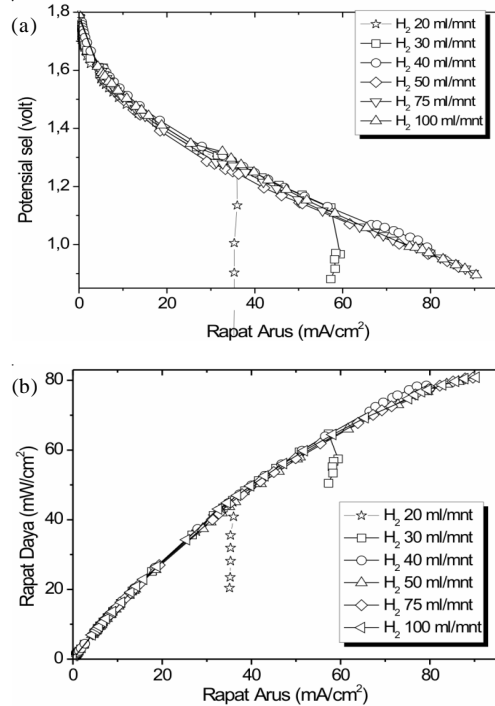 (a)
1,8
1,6
1,4
1,2
1,0
0
20
40
60
80
Potensial sel (volt)
Rapat Arus (mA/cm²)
H₂ 20 ml/mnt
H₂ 30 ml/mnt
H₂ 40 ml/mnt
H₂ 50 ml/mnt
H₂ 75 ml/mnt
H₂ 100 ml/mnt
(b)
80
60
40
20
0
0
20
40
60
80
Rapat Daya (mW/cm²)
Rapat Arus (mA/cm²)
H₂ 20 ml/mnt
H₂ 30 ml/mnt
H₂ 40 ml/mnt
H₂ 50 ml/mnt
H₂ 75 ml/mnt
H₂ 100 ml/mnt